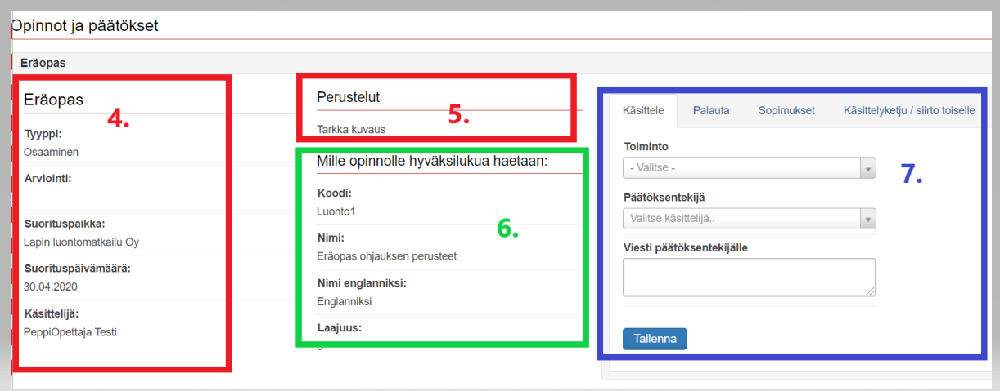 Opinnot ja päätökset
Eräopas
Eräopas
4.
Tyyppi:
Osaaminen
Arviointi:
Suorituspaikka:
Lapin luontomatkailu Oy
Suorituspäivämäärä:
30.04.2020
Käsittelijä:
PeppiOpettaja Testi
Perustelut
5.
Tarkka kuvaus
Mille opinnolle hyväksilukua haetaan:
Koodi:
Luonto1
6.
Nimi:
Eräopas ohjauksen perusteet
Nimi englanniksi:
Englanniksi
Laajuus:
Käsittele Palauta Sopimukset Käsittelyketju / siirto toiselle
Toiminto
- Valitse -
7.
Päätöksentekijä
Valitse käsittelijä..
Viesti päätöksentekijälle
Tallenna